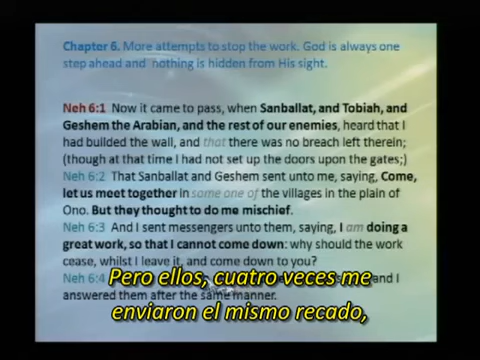 Chapter 6. More attempts to stop the work. God is always one
step ahead and nothing is hidden from His sight.
Neh 6:1 Now it came to pass, when Sanballat, and Tobiah, and
Geshem the Arabian, and the rest of our enemies, heard that I
had builded the wall, and that there was no breach left therein;
(though at that time I had not set up the doors upon the gates;)
Neh 6:2 That Sanballat and Geshem sent unto me, saying, Come,
let us meet together in some one of the villages in the plain of
Ono. But they thought to do me mischief.
Neh 6:3 And I sent messengers unto them, saying, I am doing a
great work, so that I cannot come down: why should the work
cease, whilst I leave it, and come down to you?
Neh 6:4 and I
answered them after the same manner.
Pero ellos, cuatro veces me
enviaron el mismo recado,